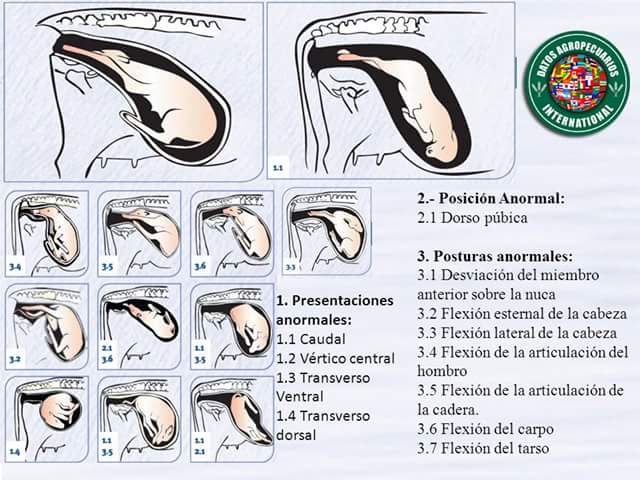 DATOS AGROPECUARIOS
INTERNATIONAL
1.1
3.4
3.5
3.6
3.3
3.2
2.1
3.6
1.1
3.5
1.4
1.1
3.5
1.1
2.1
1. Presentaciones
anormales:
1.1 Caudal
1.2 Vértico central
1.3 Transverso
Ventral
1.4 Transverso
dorsal
2.- Posición Anormal:
2.1 Dorso púbica
3. Posturas anormales:
3.1 Desviación del miembro
anterior sobre la nuca
3.2 Flexión esternal de la cabeza
3.3 Flexión lateral de la cabeza
3.4 Flexión de la articulación del
hombro
3.5 Flexión de la articulación de
la cadera.
3.6 Flexión del carpo
3.7 Flexión del tarso